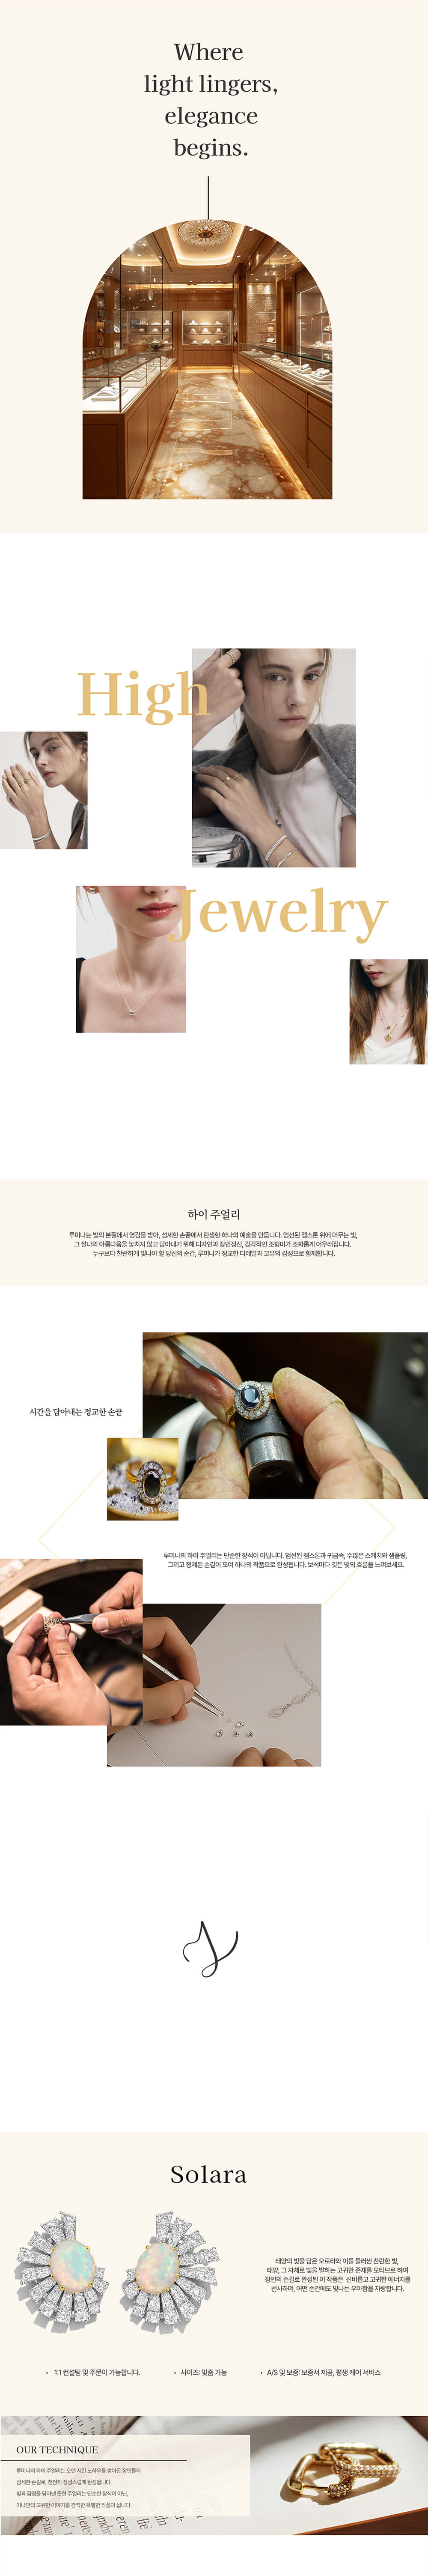 Where
light lingers,
elegance
begins.
High
Jewelry
하이 주얼리
루미나는 빛의 본질에서 영감을 받아, 섬세한 손끝에서 탄생한 하나의 예술을 만듭니다. 엄선된 젬스톤 위에 머무는 빛,
그 찰나의 아름다움을 놓치지 않고 담아내기 위해 디자인과 장인정신, 감각적인 조형미가 조화롭게 어우러집니다.
누구보다 찬란하게 빛나야 할 당신의 순간, 루미나가 정교한 디테일과 고유의 감성으로 함께합니다.
시간을 담아내는 정교한 손끝
루미나의 하이 주얼리는 단순한 장식이 아닙니다. 엄선된 젬스톤과 귀금속, 수많은 스케치와 샘플링,
그리고 정제된 손길이 모여 하나의 작품으로 완성됩니다. 보석마다 깃든 빛의 흐름을 느껴보세요.
Solara
태양의 빛을 담은 오로라와 이를 둘러싼 찬란한 빛,
태양, 그 자체로 빛을 발하는 고귀한 존재를 모티브로 하여
장인의 손길로 완성된 이 작품은 신비롭고 고귀한 에너지를
선사하며, 어떤 순간에도 빛나는 우아함을 자랑합니다.
• 1:1 컨설팅 및 주문이 가능합니다.
• 사이즈: 맞춤 가능
• A/S 및 보증: 보증서 제공, 평생 케어 서비스
OUR TECHNIQUE
루미나의 하이 주얼리는 오랜 시간 노하우를 쌓아온 장인들의
섬세한 손길로, 천천히 정성스럽게 완성됩니다.
빛과 감정을 담아낸 듯한 주얼리는 단순한 장식이 아닌,
미나만의 고유한 이야기를 간직한 특별한 작품이 됩니다